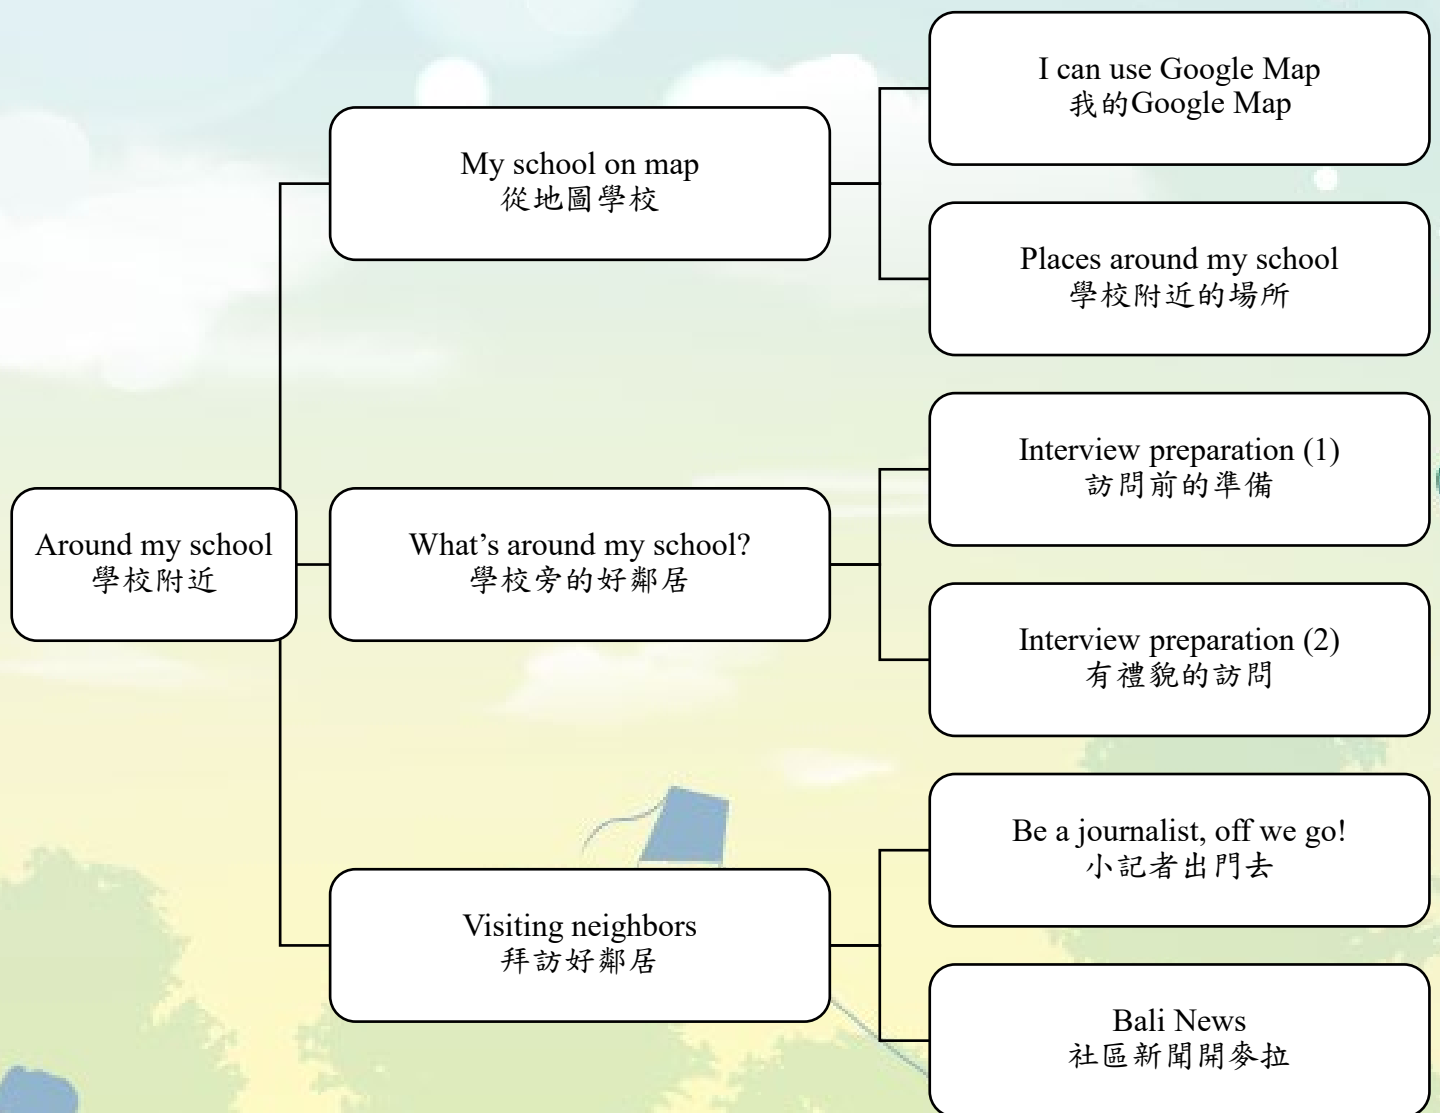 Around my school
學校附近
My school on map
從地圖學校
I can use Google Map
我的Google Map
Places around my school
學校附近的場所
What’s around my school?
學校旁的好鄰居
Interview preparation (1)
訪問前的準備
Interview preparation (2)
有禮貌的訪問
Visiting neighbors
拜訪好鄰居
Be a journalist, off we go!
小記者出門去
Bali News
社區新聞開麥拉